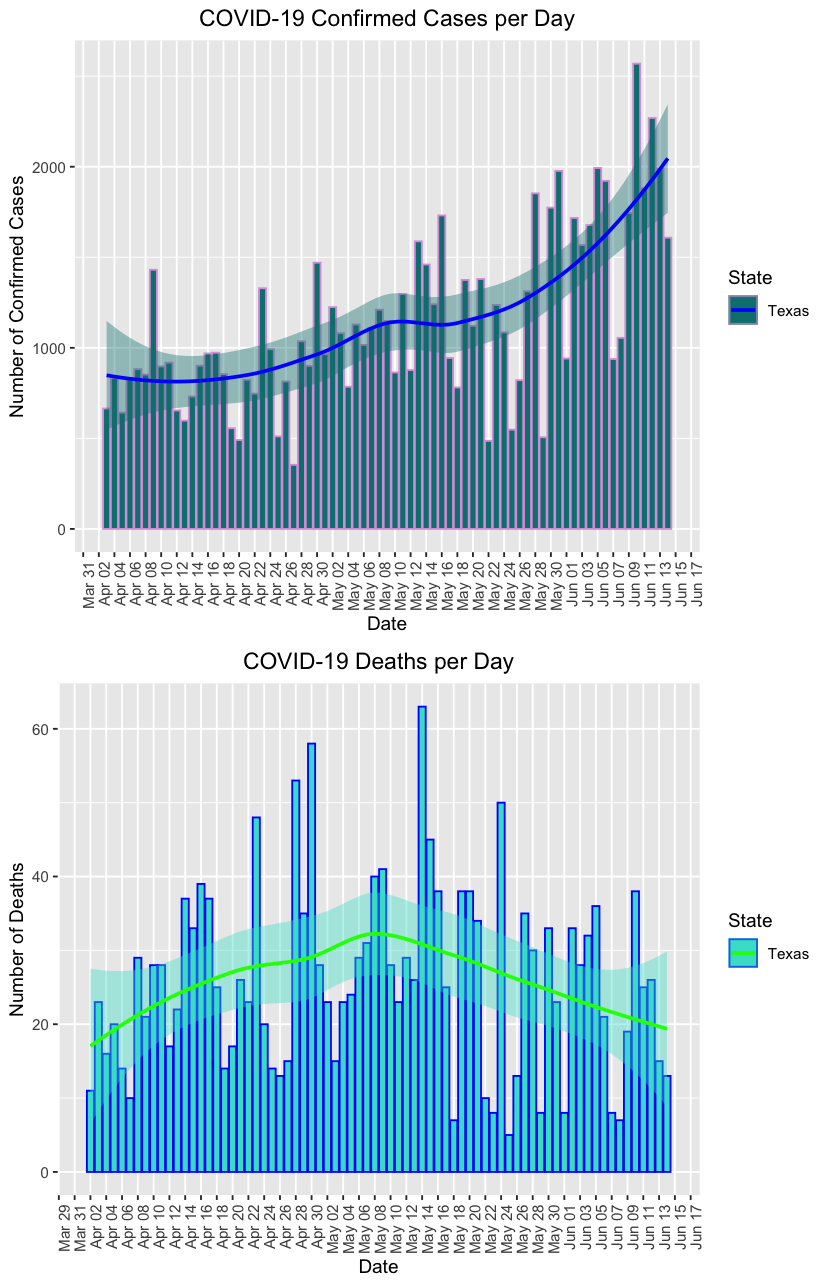 COVID-19 Confirmed Cases per Day
Number of Confirmed Cases
2000
1000
0
Mar 31
Apr 02
Apr 04
Apr 06
Apr 08
Apr 10
Apr 12
Apr 14
Apr 16
Apr 18
Apr 20
Apr 22
Apr 24
Apr 26
Apr 28
Apr 30
May 02
May 04
May 06
May 08
May 10
May 12
May 14
May 16
May 18
May 20
May 22
May 24
May 26
May 28
May 30
Jun 01
Jun 03
Jun 05
Jun 07
Jun 09
Jun 11
Jun 13
Jun 15
Jun 17
Date
State
Texas
COVID-19 Deaths per Day
Number of Deaths
60
40
20
0
Mar 29
Mar 31
Apr 02
Apr 04
Apr 06
Apr 08
Apr 10
Apr 12
Apr 14
Apr 16
Apr 18
Apr 20
Apr 22
Apr 24
Apr 26
Apr 28
Apr 30
May 02
May 04
May 06
May 08
May 10
May 12
May 14
May 16
May 18
May 20
May 22
May 24
May 26
May 28
May 30
Jun 01
Jun 03
Jun 05
Jun 07
Jun 09
Jun 11
Jun 13
Jun 15
Jun 17
Date
State
Texas